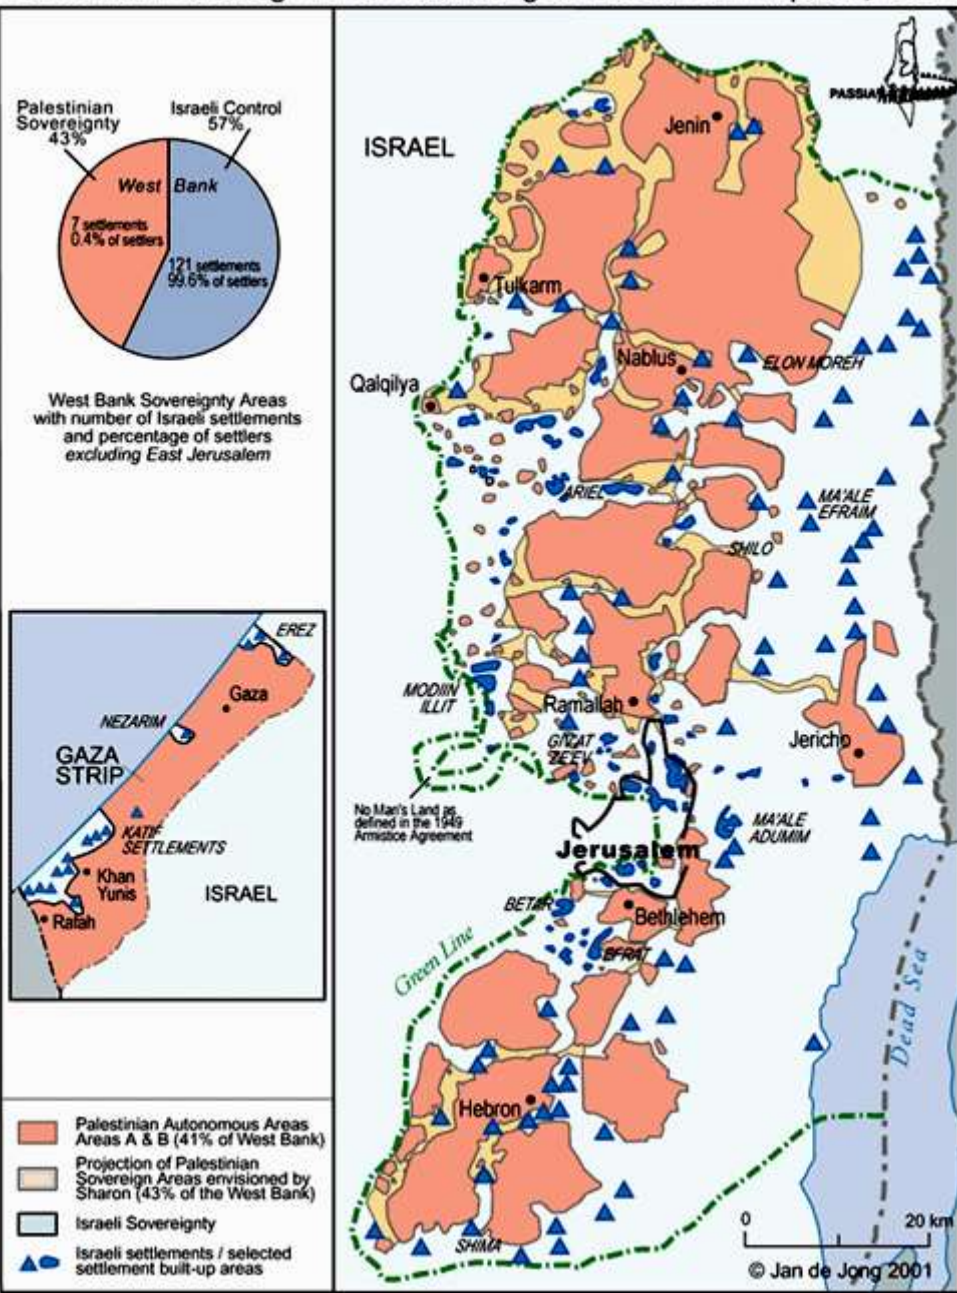 Palestinian
Sovereignty
43%
Israeli Control
57%
West Bank
7 settlements
0.4% of settlers
121 settlements
99.6% of settlers
West Bank Sovereignty Areas
with number of Israeli settlements
and percentage of settlers
excluding East Jerusalem
EREZ
Gaza
NEZARIM
GAZA
STRIP
KATIF
SETTLEMENTS
Khan
Yunis
ISRAEL
Rafah
Palestinian Autonomous Areas
Areas A & B (41% of West Bank)
Projection of Palestinian
Sovereign Areas envisioned by
Sharon (43% of the West Bank)
Israeli Sovereignty
Israeli settlements / selected
settlement built-up areas
PASSIA
ISRAEL
Jenin
Tulkarm
Nablus
ELON MOREH
Qalqilya
ARIEL
MA'ALE
EFRAIM
SHILO
MODIIN
ILLIT
Ramallah
GIVAT
ZE'EV
Jericho
No Man's Land as
defined in the 1949
Armistice Agreement
MA'ALE
ADUMIM
Jerusalem
BETAR
Bethlehem
EFRAT
Green Line
Dead Sea
Hebron
SHIMA
0 20 km
© Jan de Jong 2001